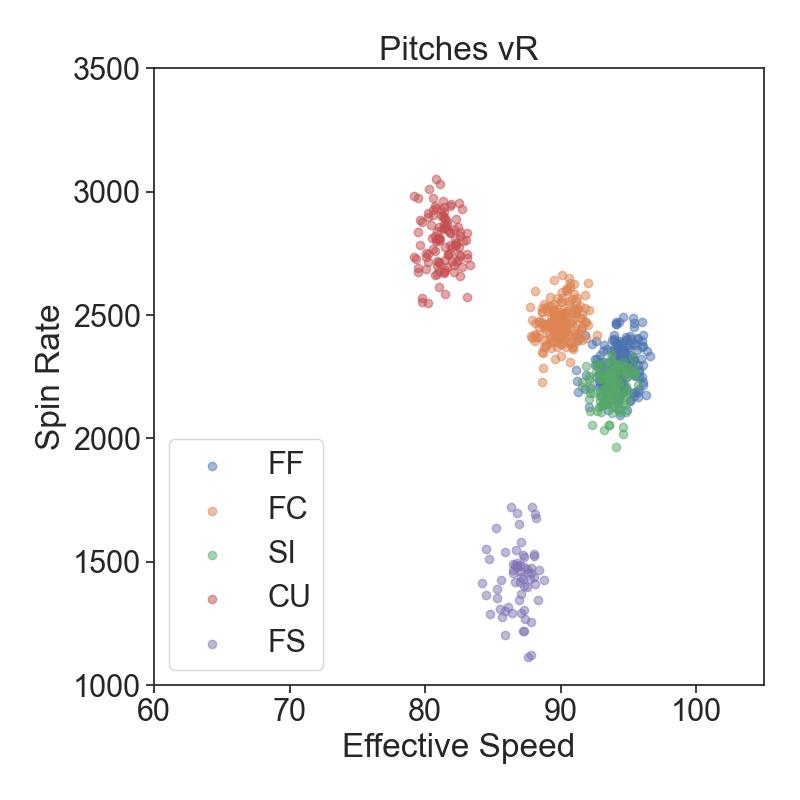 Pitches vR
3500
3000
2500
2000
1500
1000
Spin Rate
FF
FC
SI
CU
FS
60 70 80 90 100
Effective Speed